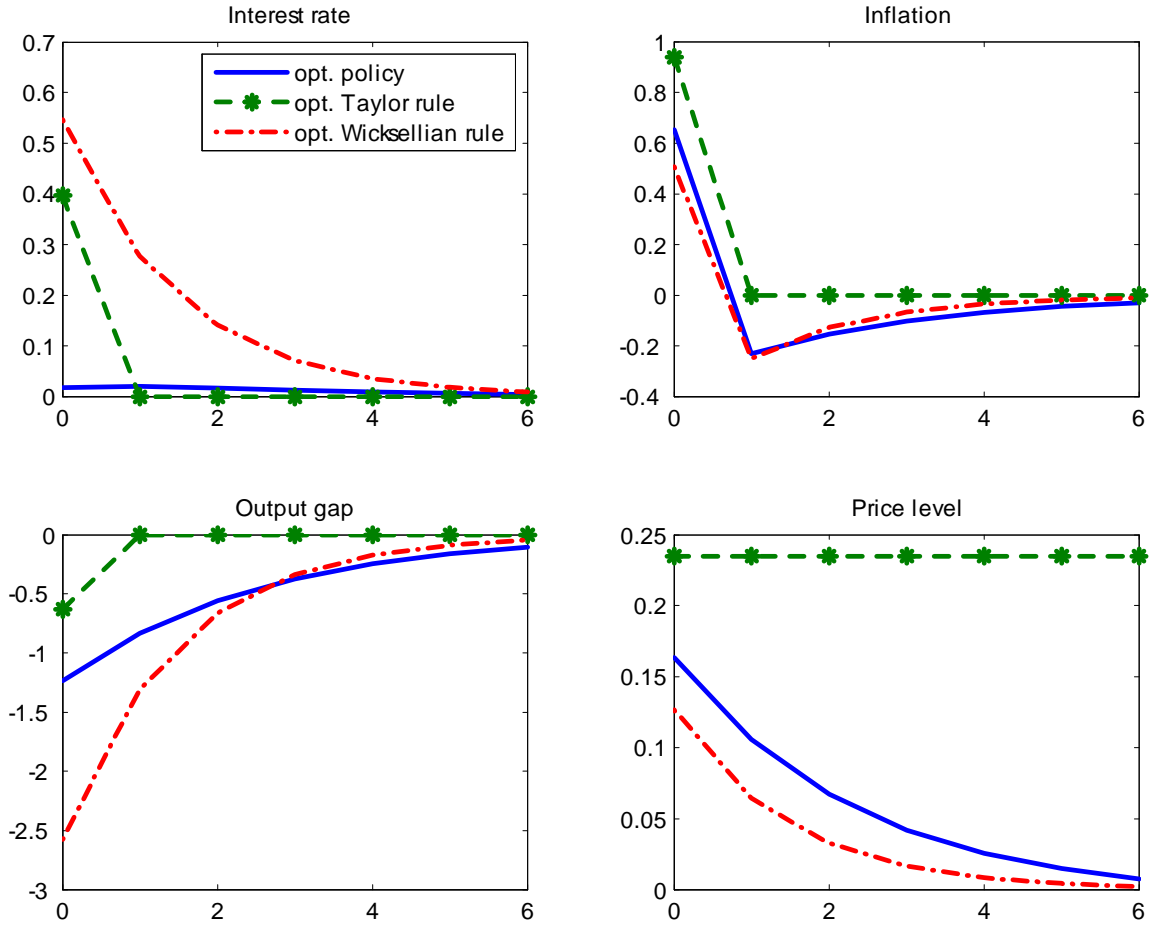 Interest rate
0.7
0.6
0.5
0.4
0.3
0.2
0.1
0
0 2 4 6
opt. policy
opt. Taylor rule
opt. Wicksellian rule
Inflation
1
0.8
0.6
0.4
0.2
0
-0.2
-0.4
0 2 4 6
Output gap
0
-0.5
-1
-1.5
-2
-2.5
-3
0 2 4 6
Price level
0.25
0.2
0.15
0.1
0.05
0
0 2 4 6